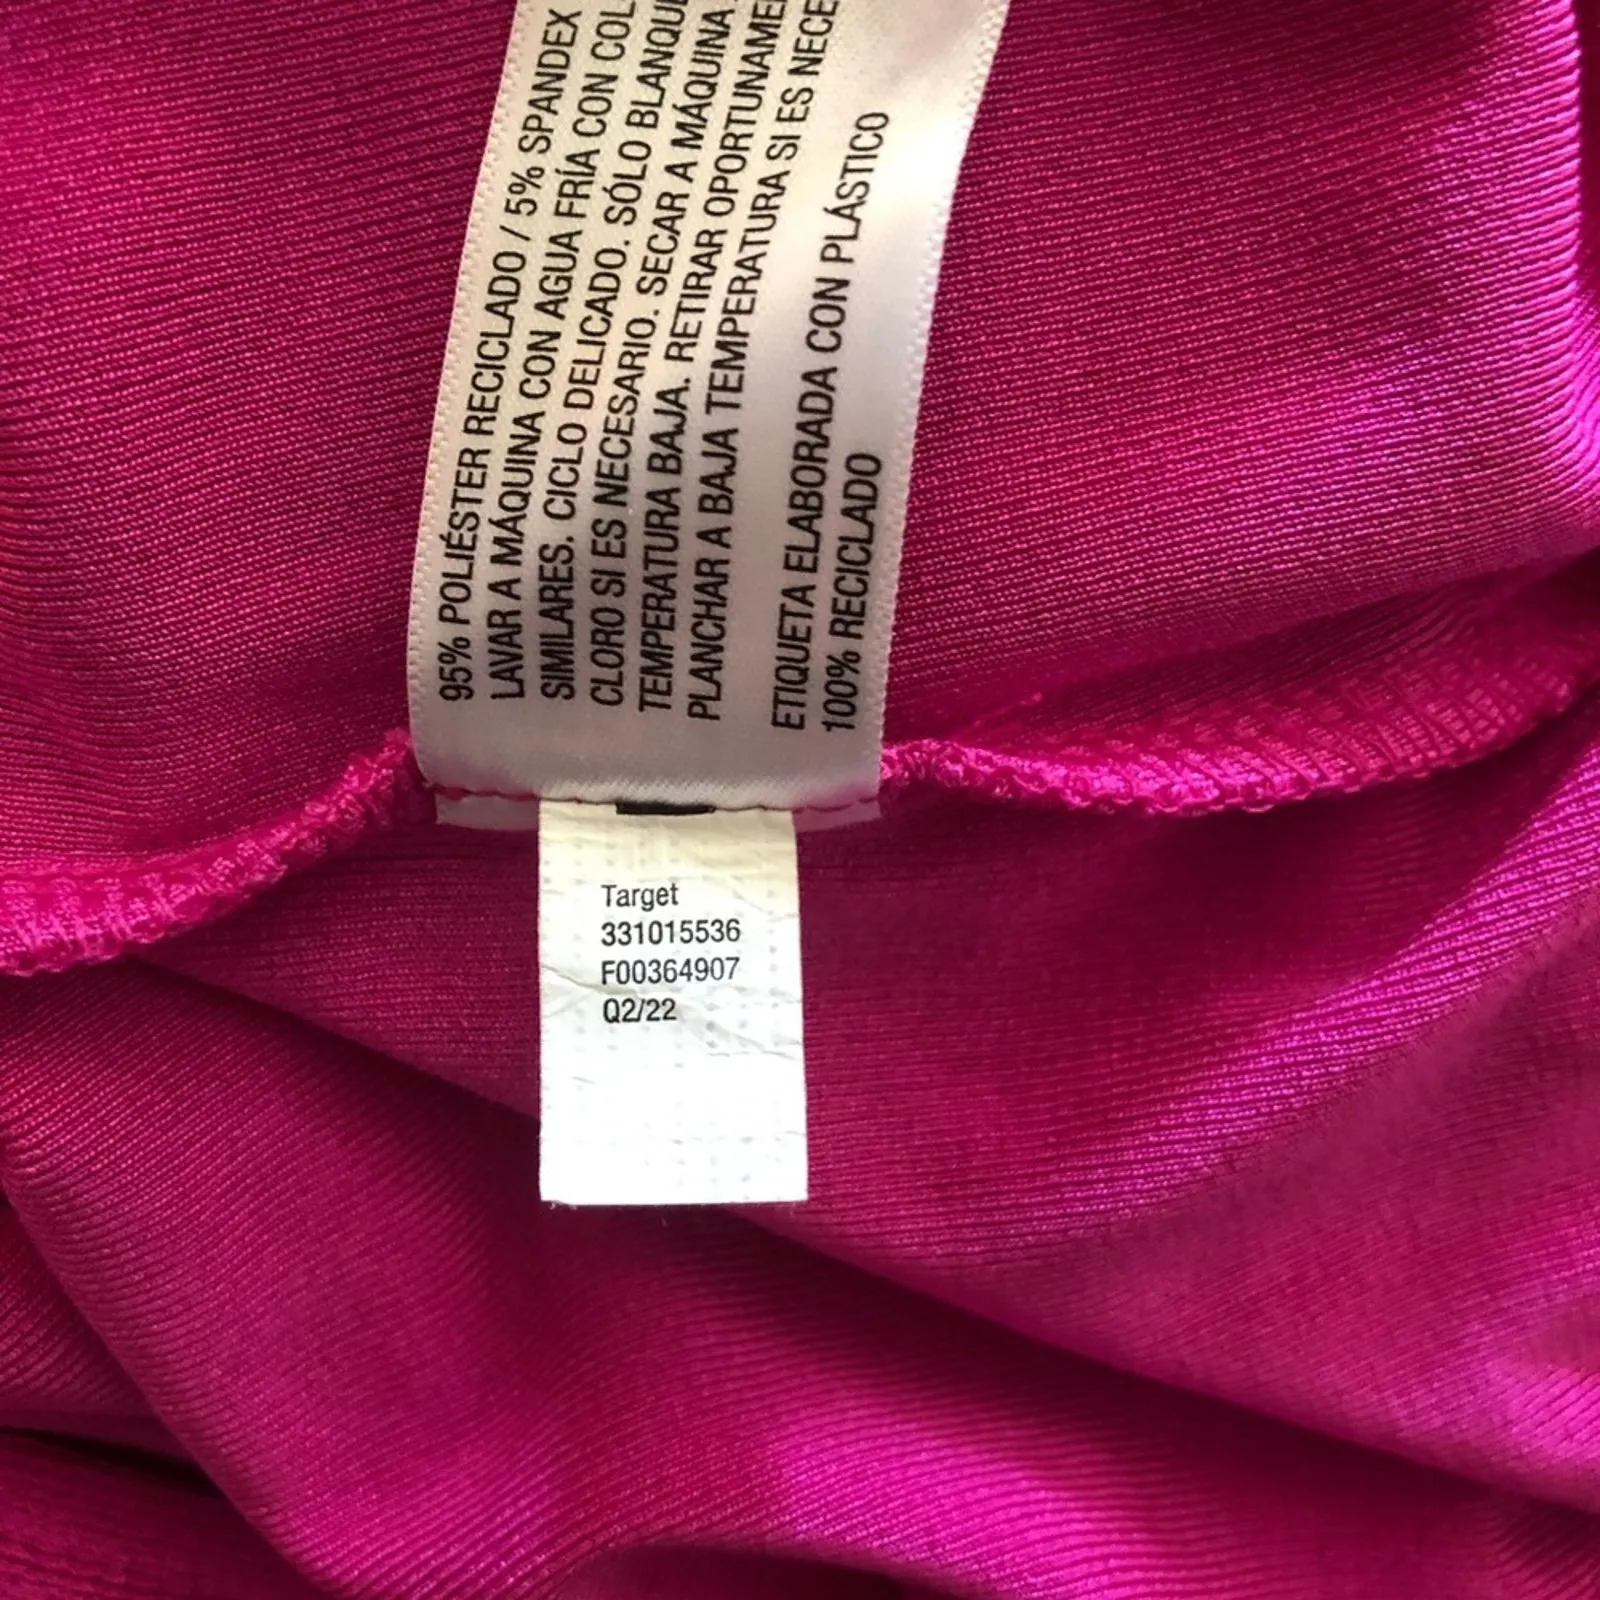 95% POLIÉSTER RECICLADO / 5% SPANDEX
LAVAR A MÁQUINA CON AGUA FRÍA CON
SIMILARES. CICLO DELICADO. SÓLO
CLORO SI ES NECESARIO. SECAR A MÁQUINA
TEMPERATURA BAJA. RETIRAR
PLANCHAR A BAJA TEMPERATURA SI ES
ETIQUETA ELABORADA CON PLÁSTICO
100% RECICLADO
Target
331015536
F00364907
Q2/22